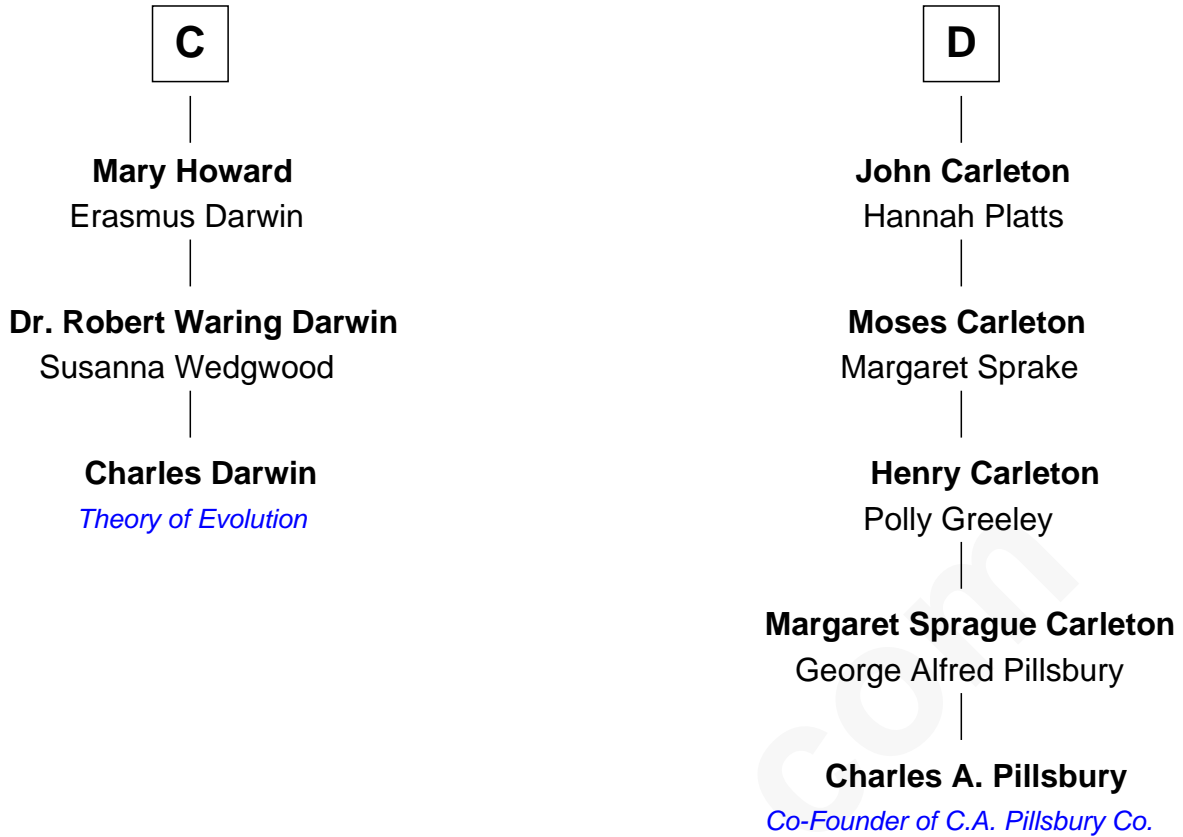 C
Mary Howard
Erasmus Darwin
Dr. Robert Waring Darwin
Susanna Wedgwood
Charles Darwin
Theory of Evolution
D
John Carleton
Hannah Platts
Moses Carleton
Margaret Sprake
Henry Carleton
Polly Greeley
Margaret Sprague Carleton
George Alfred Pillsbury
Charles A. Pillsbury
Co-Founder of C.A. Pillsbury Co.
com